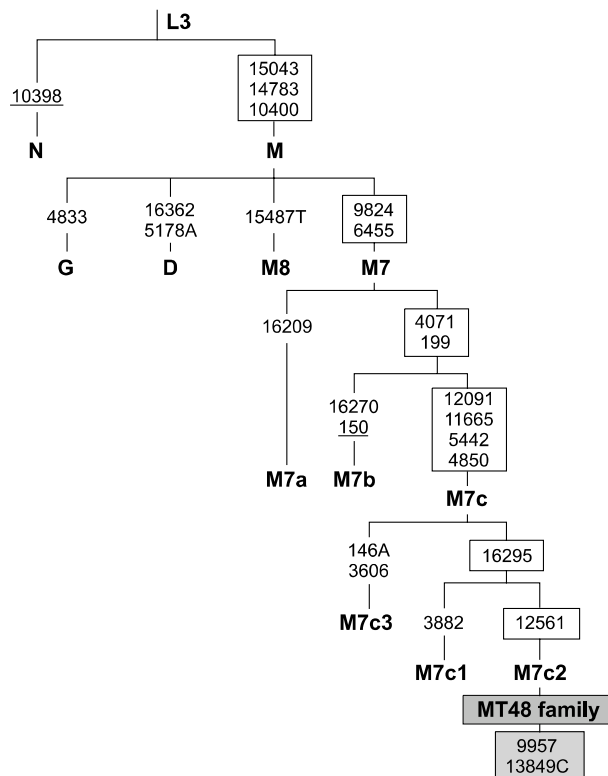 L3
10398
15043
14783
10400
N
M
4833
16362
5178A
15487T
9824
6455
G
D
M8
M7
16209
4071
199
16270
150
12091
11665
5442
4850
M7a
M7b
M7c
146A
3606
16295
M7c3
3882
12561
M7c1
M7c2
MT48 family
9957
13849C